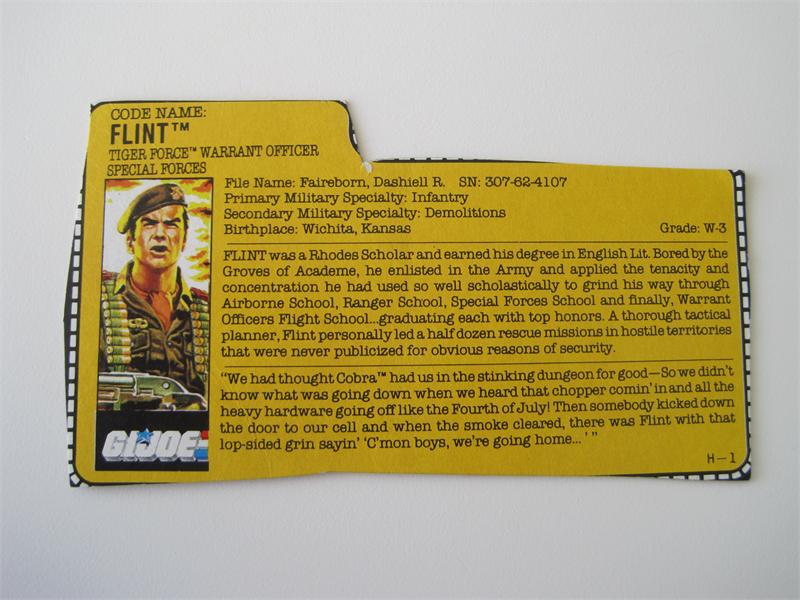 CODE NAME:
FLINT™
TIGER FORCE™ WARRANT OFFICER
SPECIAL FORCES
File Name: Faireborn, Dashiell R. SN: 307-62-4107
Primary Military Specialty: Infantry
Secondary Military Specialty: Demolitions
Birthplace: Wichita, Kansas Grade: W-3
FLINT was a Rhodes Scholar and earned his degree in English Lit. Bored by the
Groves of Academe, he enlisted in the Army and applied the tenacity and
concentration he had used so well scholastically to grind his way through
Airborne School, Ranger School, Special Forces School and finally, Warrant
Officers Flight School...graduating each with top honors. A thorough tactical
planner, Flint personally led a half dozen rescue missions in hostile territories
that were never publicized for obvious reasons of security.
"We had thought Cobra™ had us in the stinking dungeon for good—So we didn't
know what was going down when we heard that chopper comin' in and all the
heavy hardware going off like the Fourth of July! Then somebody kicked down
the door to our cell and when the smoke cleared, there was Flint with that
lop-sided grin sayin' 'C'mon boys, we're going home...' "
GI JOE
H—1